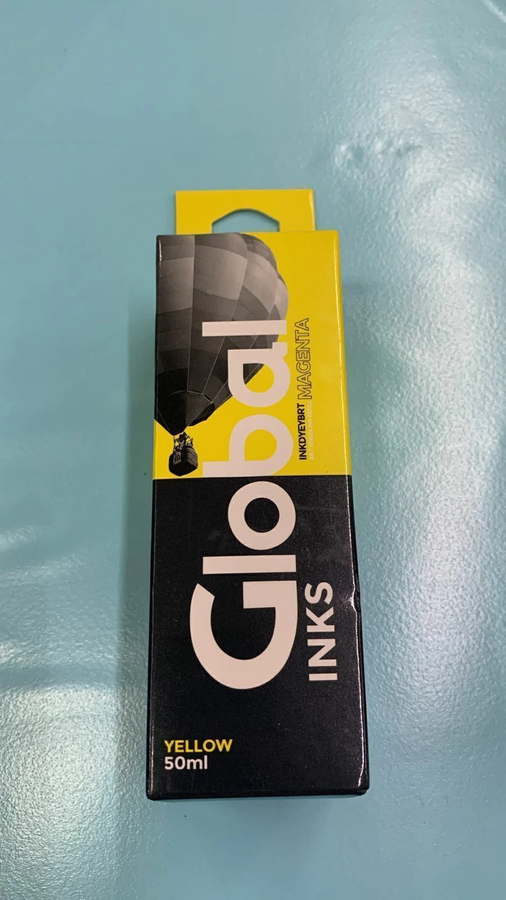 Global
INKS
INKDYEYBRT
MAGENTA
YELLOW
50ml